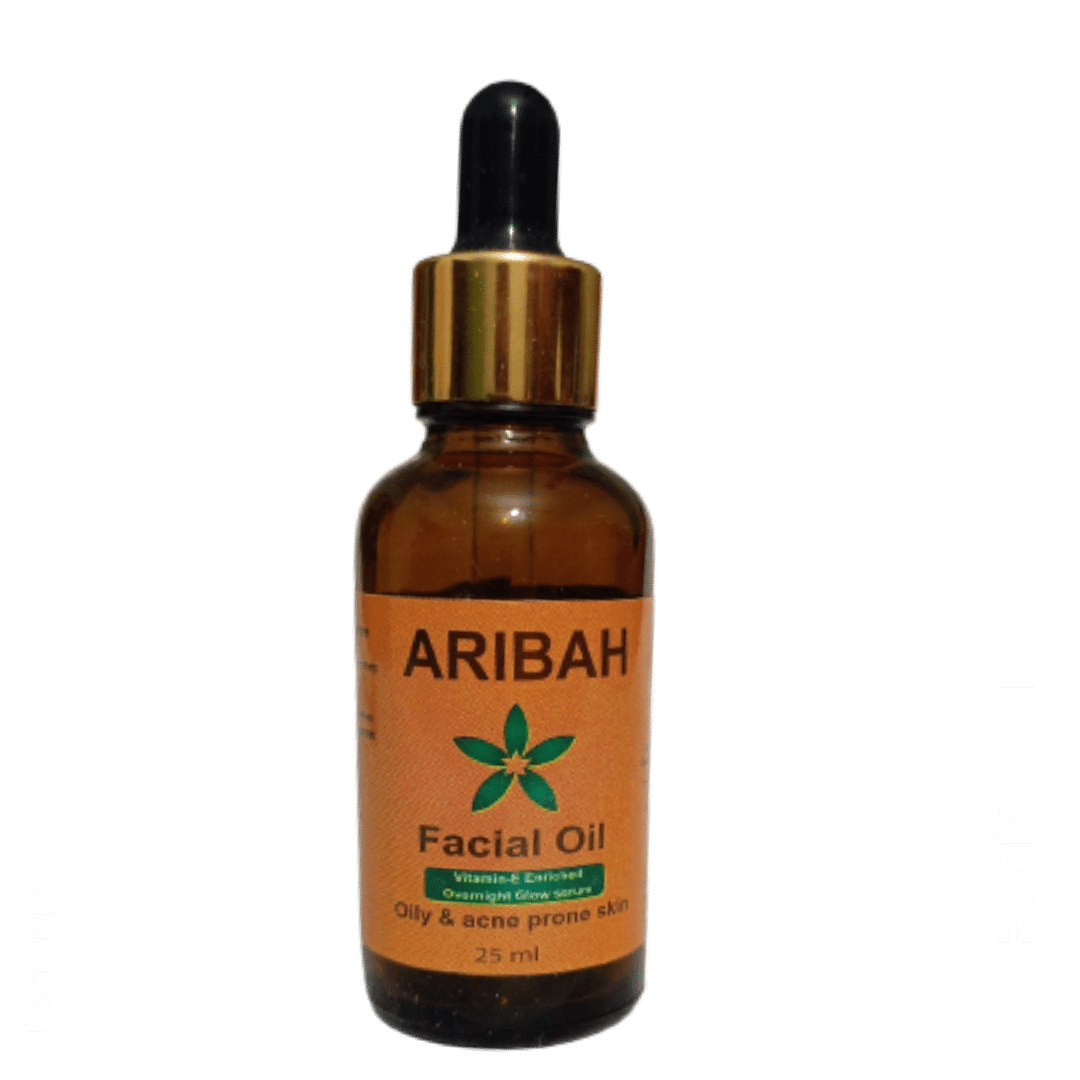 ARIBAH
Facial Oil
Vitamin-E Enriched
Overnight Glow serum
Oily & acne prone skin
25 ml